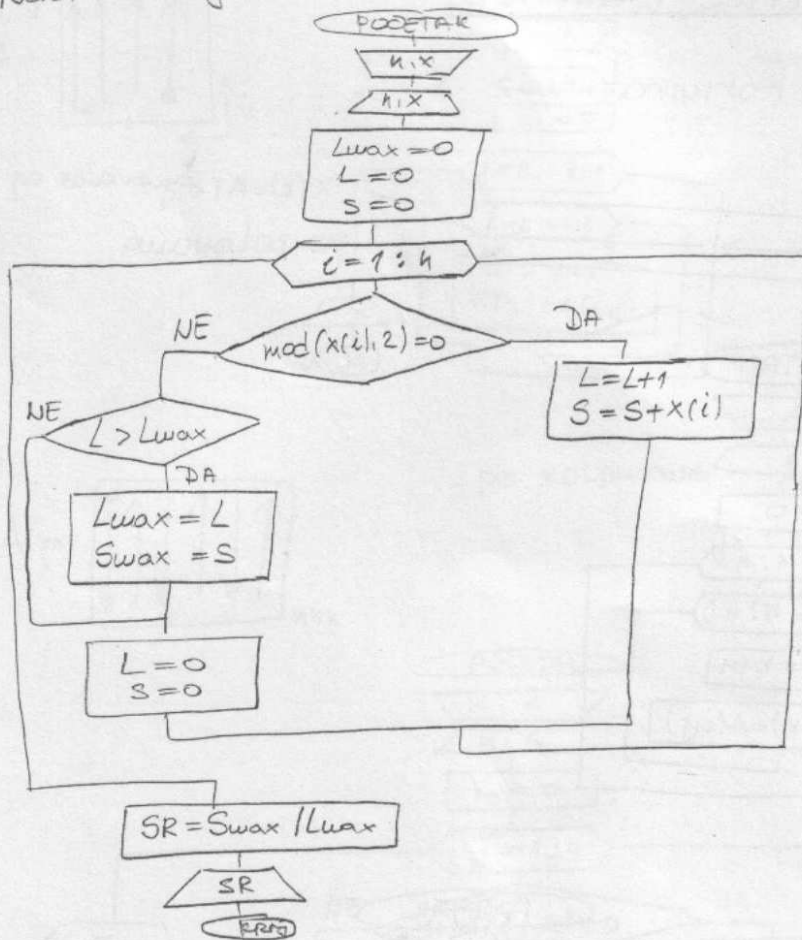 POČETAK
n, x
n, x
Lmax = 0
L = 0
S = 0
i = 1 : n
NE
mod(x(i),2)=0
DA
L = L+1
S = S+x(i)
NE
L > Lmax
DA
Lmax = L
Smax = S
L = 0
S = 0
SR = Smax / Lmax
SR
KRAJ